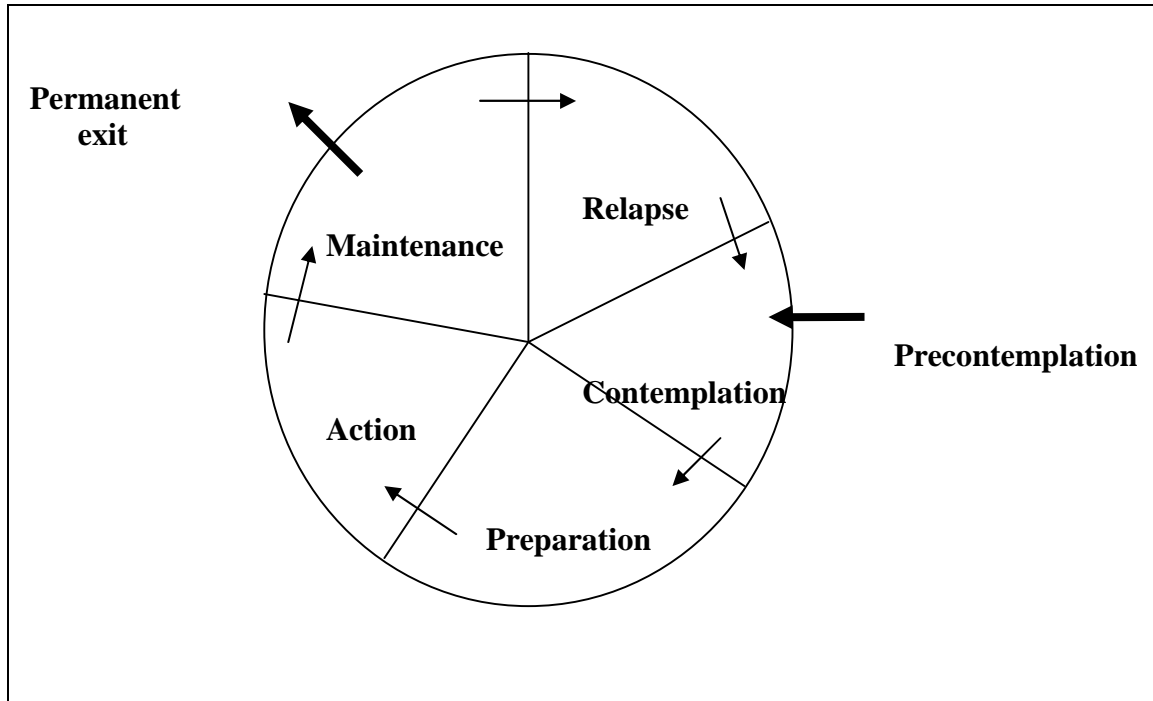 Permanent
exit
Relapse
Maintenance
Precontemplation
Contemplation
Action
Preparation